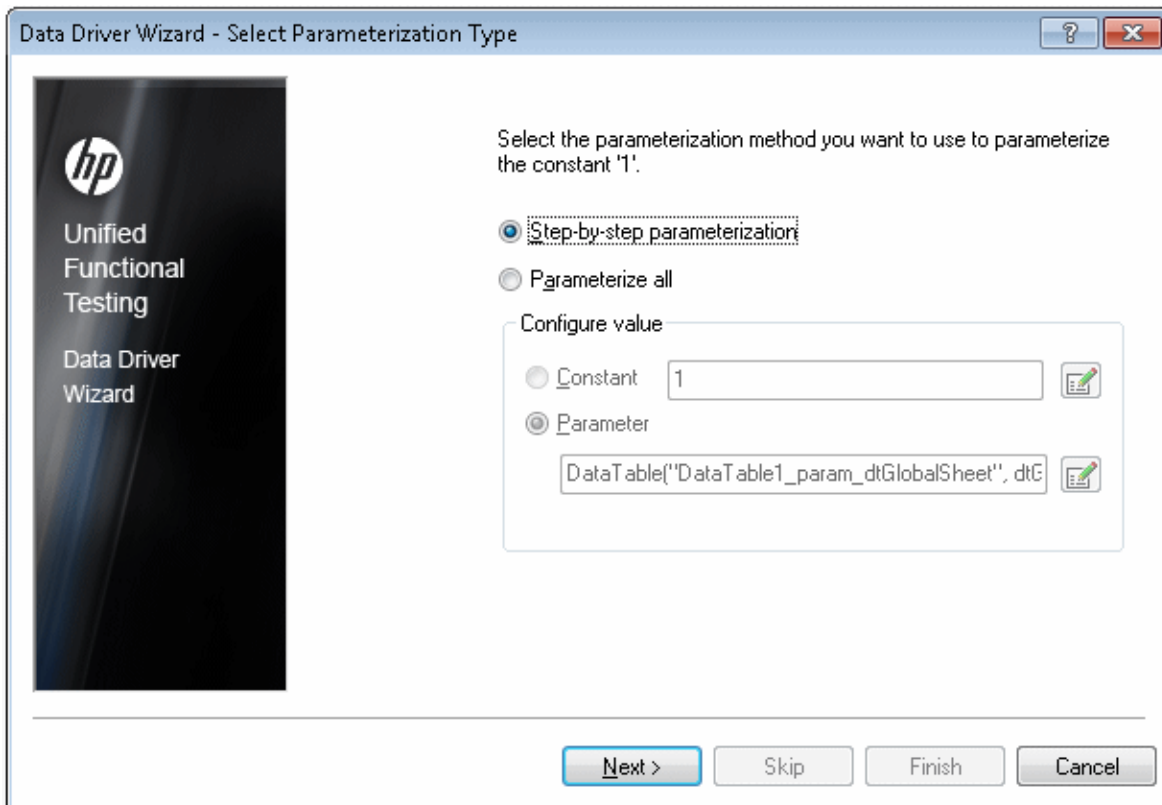 Data Driver Wizard - Select Parameterization Type
?
hp
Unified
Functional
Testing
Data Driver
Wizard
Select the parameterization method you want to use to parameterize
the constant '1'.
Step-by-step parameterization
Parameterize all
Configure value
Constant 1
Parameter
DataTable("DataTable1_param_dtGlobalSheet", dtG
Next > Skip Finish Cancel